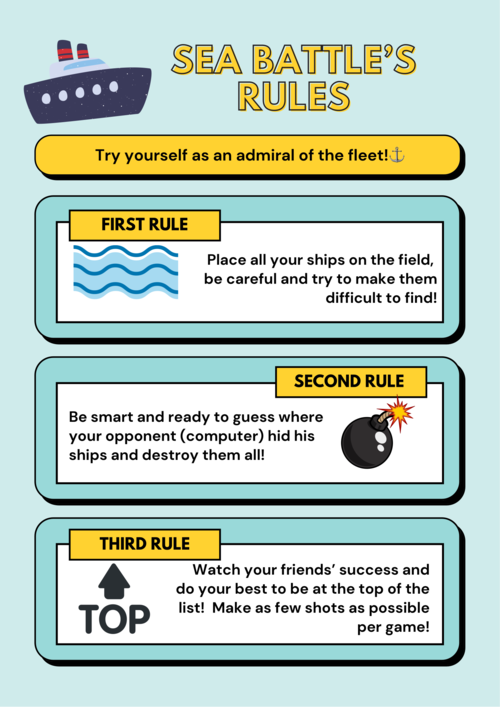 SEA BATTLE'S
RULES
Try yourself as an admiral of the fleet!⚓
FIRST RULE
Place all your ships on the field,
be careful and try to make them
difficult to find!
SECOND RULE
Be smart and ready to guess where
your opponent (computer) hid his
ships and destroy them all!
THIRD RULE
TOP
Watch your friends' success and
do your best to be at the top of the
list! Make as few shots as possible
per game!